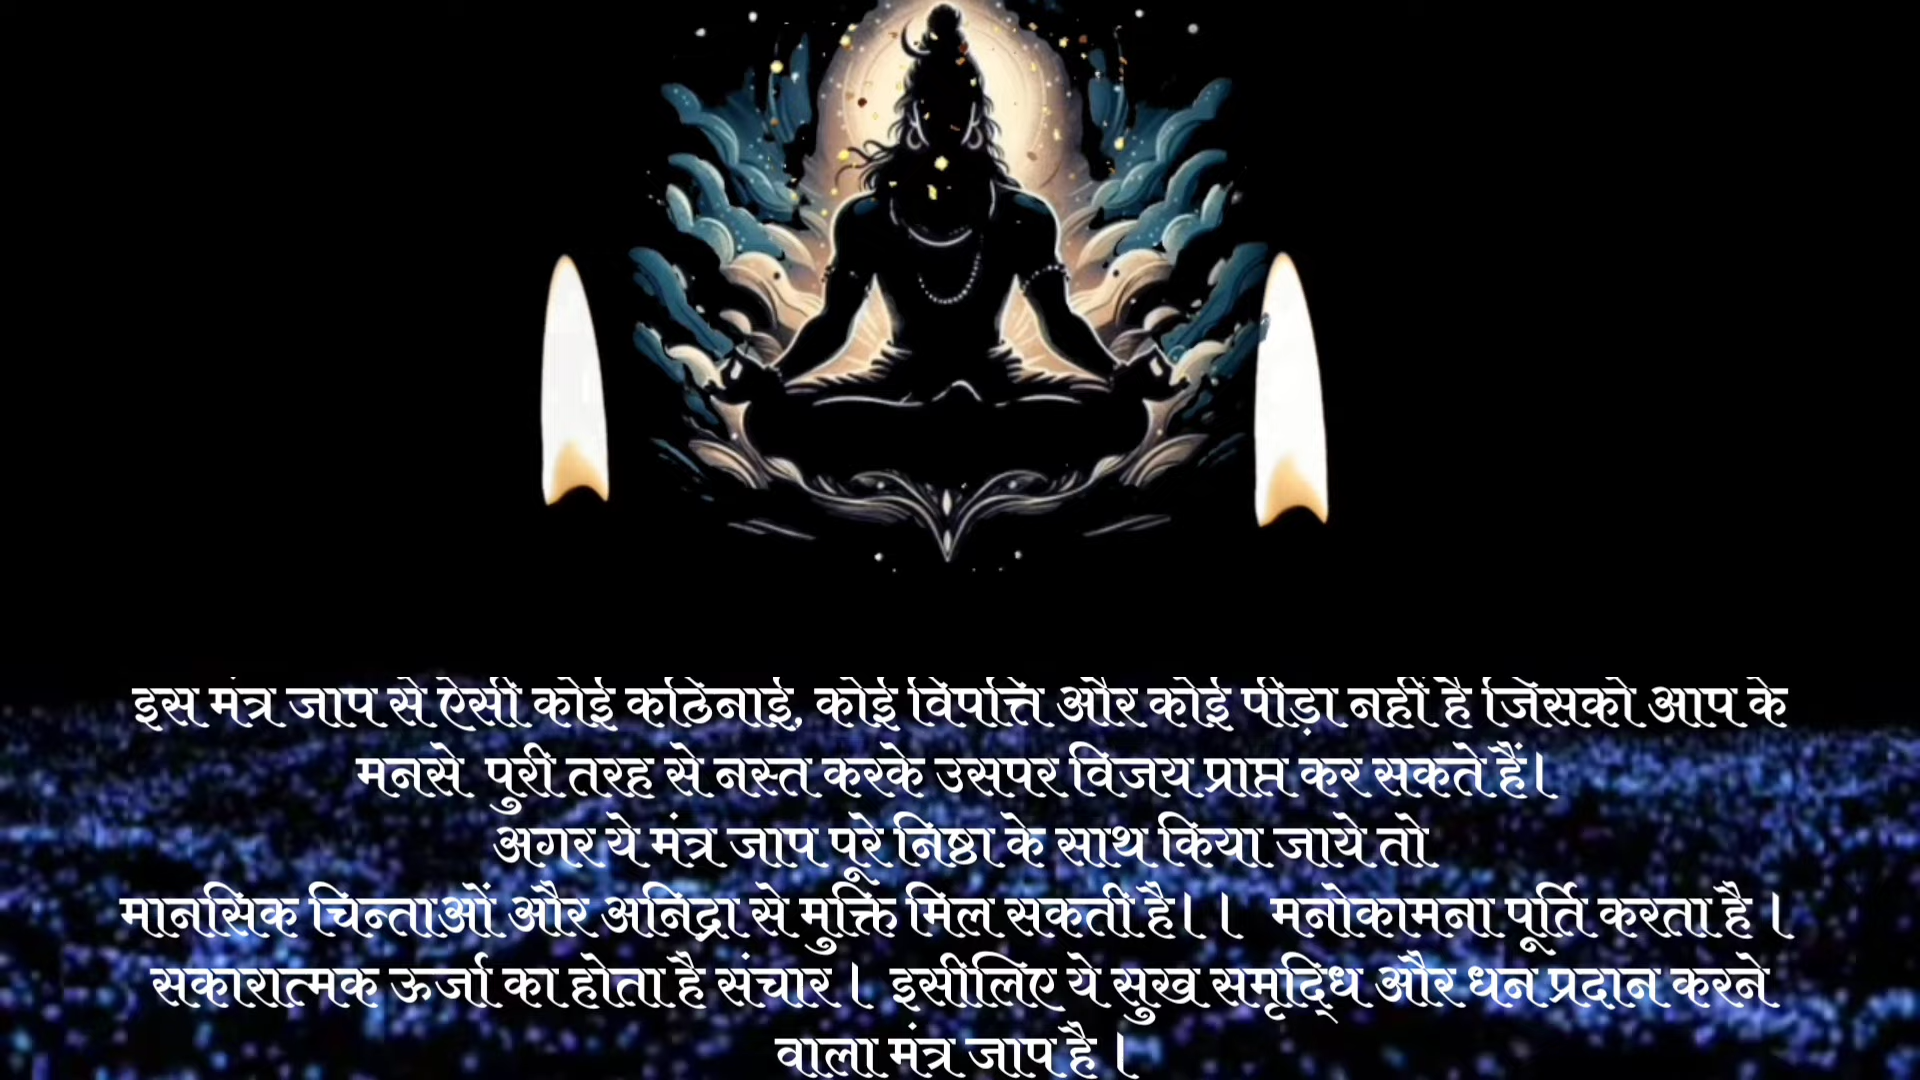 इस मंत्र जाप से ऐसी कोई कठिनाई, कोई विपत्ति और कोई पीड़ा नहीं है जिसको आप के
मनसे पुरी तरह से नस्त करके उसपर विजय प्राप्त कर सकते हैं।
अगर ये मंत्र जाप पूरे निष्ठा के साथ किया जाये तो
मानसिक चिन्ताओं और अनिद्रा से मुक्ति मिल सकती है। । मनोकामना पूर्ति करता है ।
सकारात्मक ऊर्जा का होता है संचार । इसीलिए ये सुख समृद्धि और धन प्रदान करने
वाला मंत्र जाप है ।